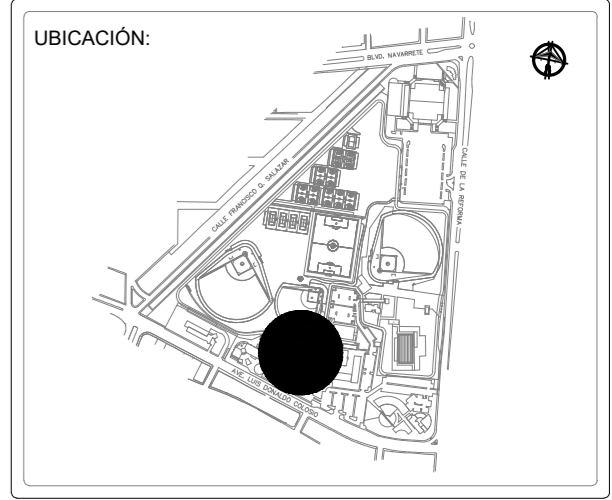 UBICACIÓN:
BLVD. NAVARRETE
CALLE FRANCISCO Q. SALAZAR
CALLE DE LA REFORMA
AVE. LUIS DONALDO COLOSIO